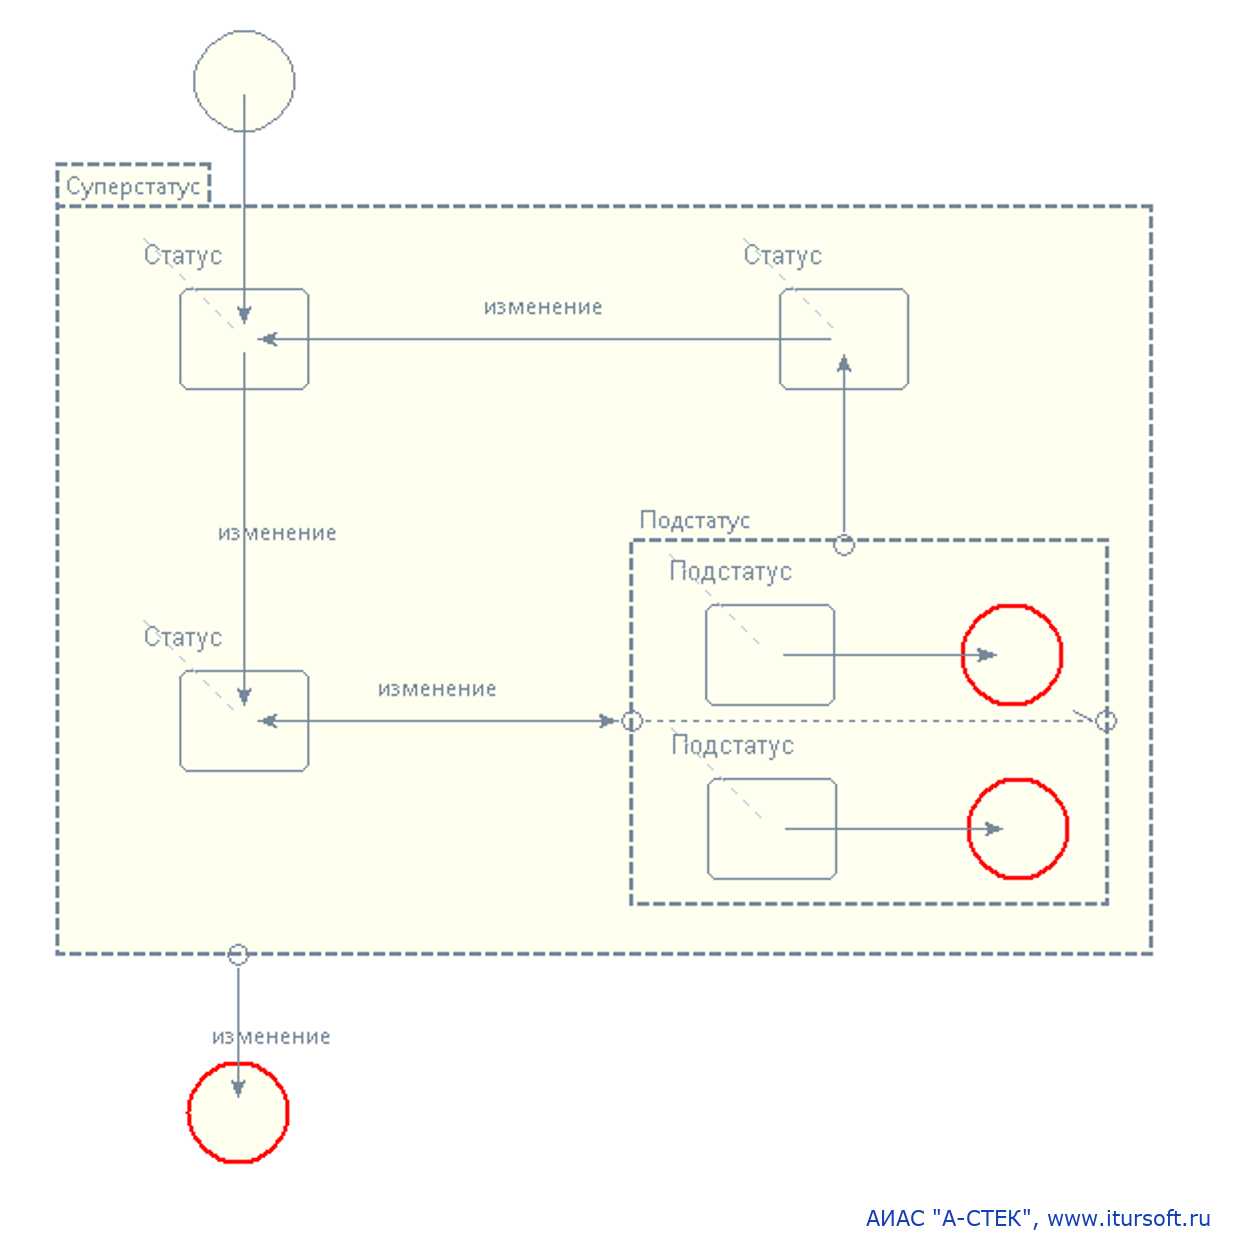 Суперстатус
Статус
Статус
изменение
Подстатус
изменение
Подстатус
Статус
изменение
Подстатус
изменение
АИАС "А-СТЕК", www.itursoft.ru